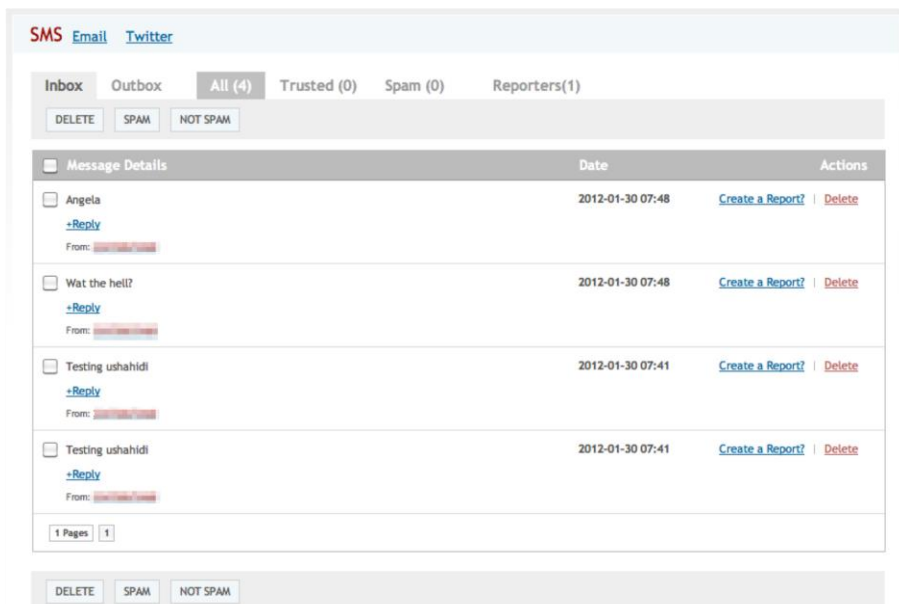 SMS Email Twitter
Inbox Outbox All (4) Trusted (0) Spam (0) Reporters(1)
DELETE SPAM NOT SPAM
Message Details Date Actions
Angela 2012-01-30 07:48 Create a Report? | Delete
+Reply
From:
Wat the hell? 2012-01-30 07:48 Create a Report? | Delete
+Reply
From:
Testing ushahidi 2012-01-30 07:41 Create a Report? | Delete
+Reply
From:
Testing ushahidi 2012-01-30 07:41 Create a Report? | Delete
+Reply
From:
1 Pages 1
DELETE SPAM NOT SPAM